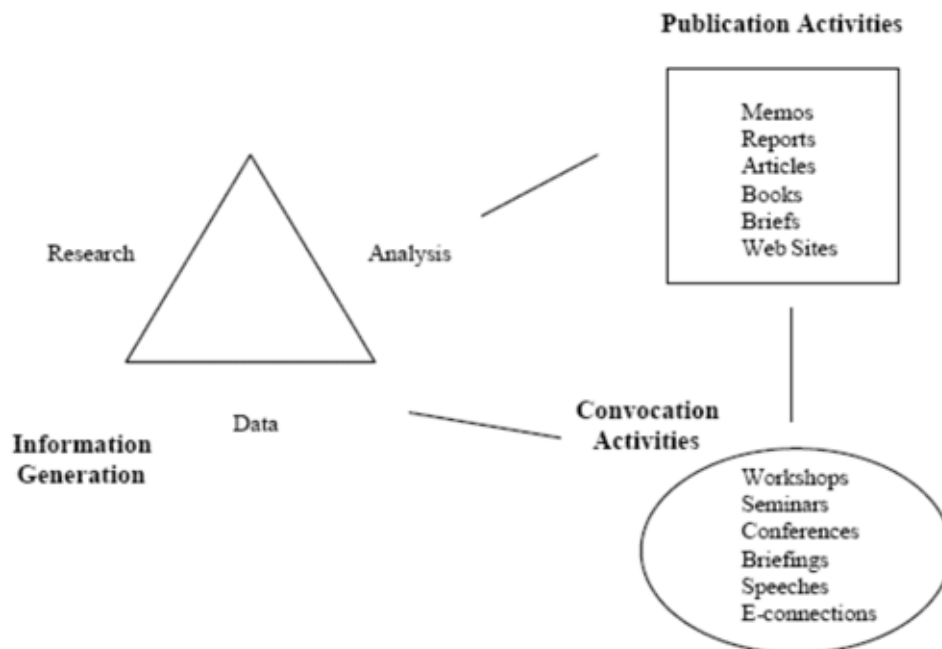 Publication Activities
Memos
Reports
Articles
Books
Briefs
Web Sites
Research
Analysis
Data
Information
Generation
Convocation
Activities
Workshops
Seminars
Conferences
Briefings
Speeches
E-connections